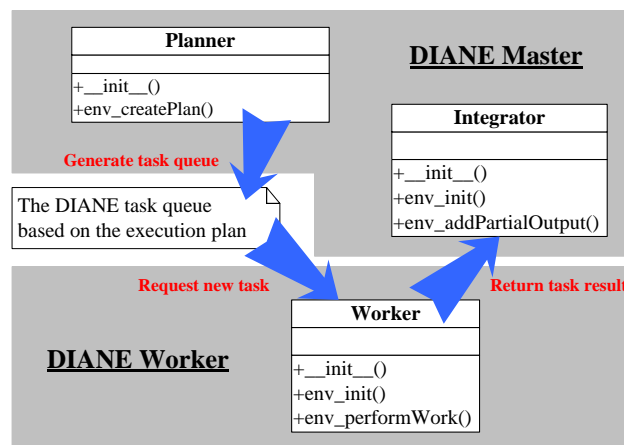 Planner
+__init__()
+env_createPlan()
DIANE Master
Integrator
+__init__()
+env_init()
+env_addPartialOutput()
Generate task queue
The DIANE task queue
based on the execution plan
Request new task
Return task result
Worker
+__init__()
+env_init()
+env_performWork()
DIANE Worker